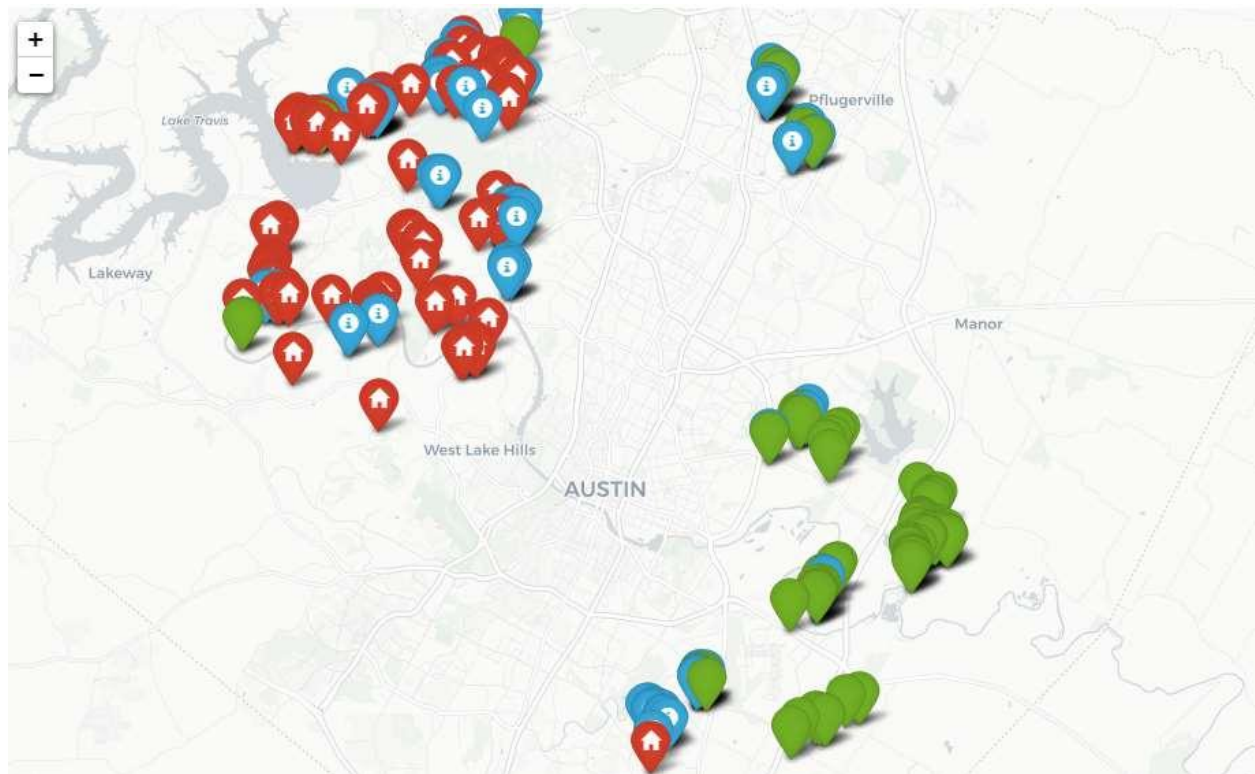 +
−
Pflugerville
Lake Travis
Lakeway
Manor
West Lake Hills
AUSTIN